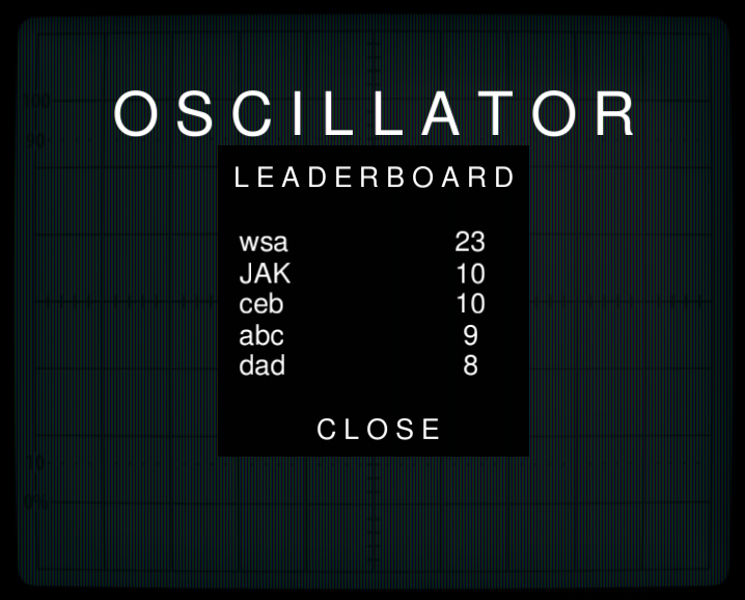 OSCILLATOR
LEADERBOARD
wsa 23
JAK 10
ceb 10
abc 9
dad 8
CLOSE
100
90
10
0%